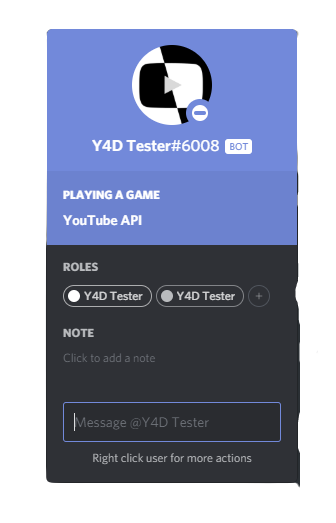 Y4D Tester#6008 BOT
PLAYING A GAME
YouTube API
ROLES
Y4D Tester Y4D Tester +
NOTE
Click to add a note
Message @Y4D Tester
Right click user for more actions